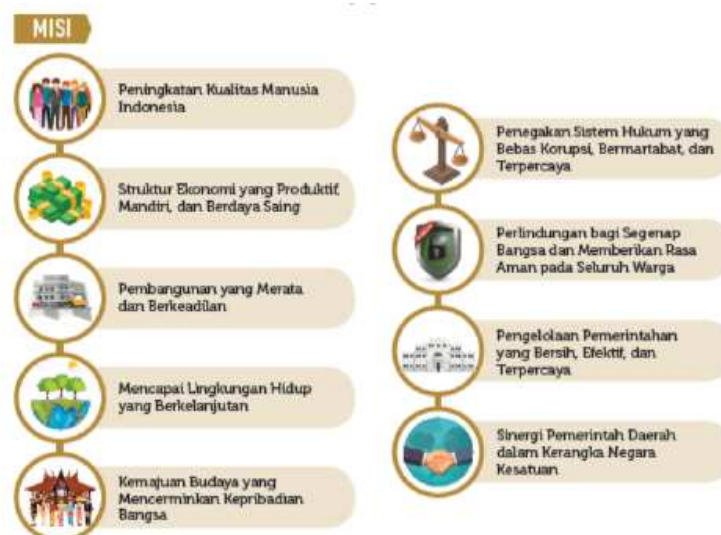 MISI
Peningkatan Kualitas Manusia
Indonesia
Struktur Ekonomi yang Produktif,
Mandiri, dan Berdaya Saing
Pembangunan yang Merata
dan Berkeadilan
Mencapai Lingkungan Hidup
yang Berkelanjutan
Kemajuan Budaya yang
Mencerminkan Kepribadian
Bangsa
Penegakan Sistem Hukum yang
Bebas Korupsi, Bermartabat, dan
Terpercaya
Perlindungan bagi Segenap
Bangsa dan Memberikan Rasa
Aman pada Seluruh Warga
Pengelolaan Pemerintahan
yang Bersih, Efektif, dan
Terpercaya
Sinergi Pemerintah Daerah
dalam Kerangka Negara
Kesatuan